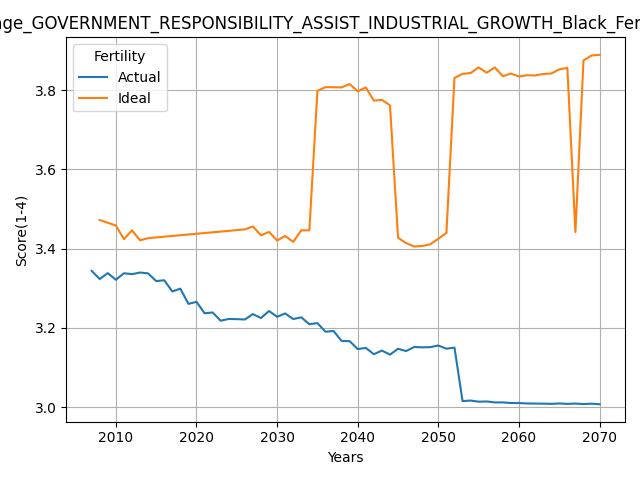 age_GOVERNMENT_RESPONSIBILITY_ASSIST_INDUSTRIAL_GROWTH_Black_Fer
Fertility
Actual
Ideal
3.8
3.6
3.4
3.2
3.0
Score(1-4)
2010 2020 2030 2040 2050 2060 2070
Years